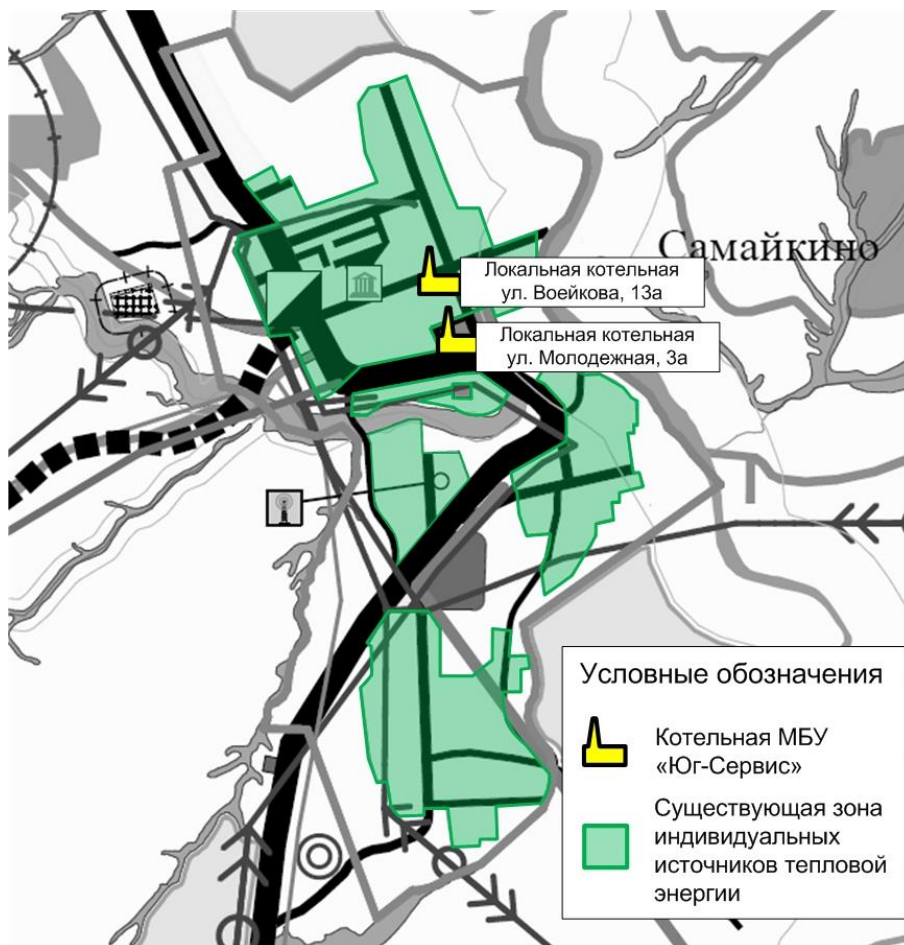 Самайкино
Локальная котельная
ул. Воейкова, 13а
Локальная котельная
ул. Молодежная, 3а
Условные обозначения
Котельная МБУ
«Юг-Сервис»
Существующая зона
индивидуальных
источников тепловой
энергии